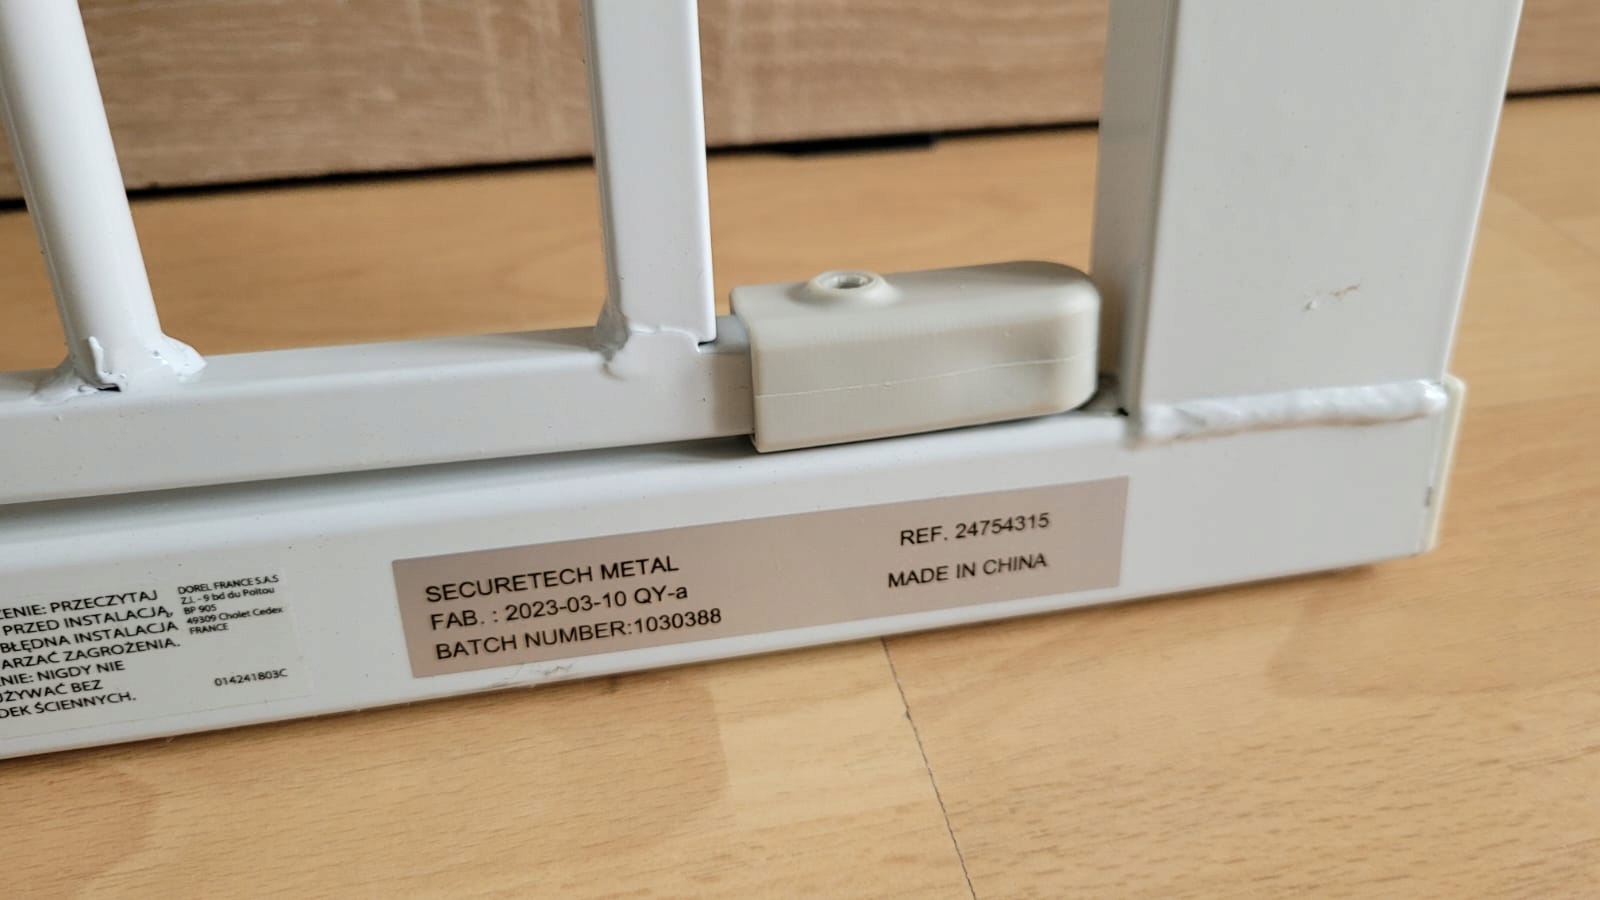 ZENIE: PRZECZYTAJ
PRZED INSTALACJĄ,
BŁĘDNA INSTALACJA
ARZAĆ ZAGROŻENIA.
ENIE: NIGDY NIE
UŻYWAĆ BEZ
DEK ŚCIENNYCH.
DOREL FRANCE S.A.S
Z.I. - 9 bd du Poitou
BP 905
49309 Cholet Cedex
FRANCE
014241803C
SECURETECH METAL
FAB. : 2023-03-10 QY-a
BATCH NUMBER:1030388
REF. 24754315
MADE IN CHINA